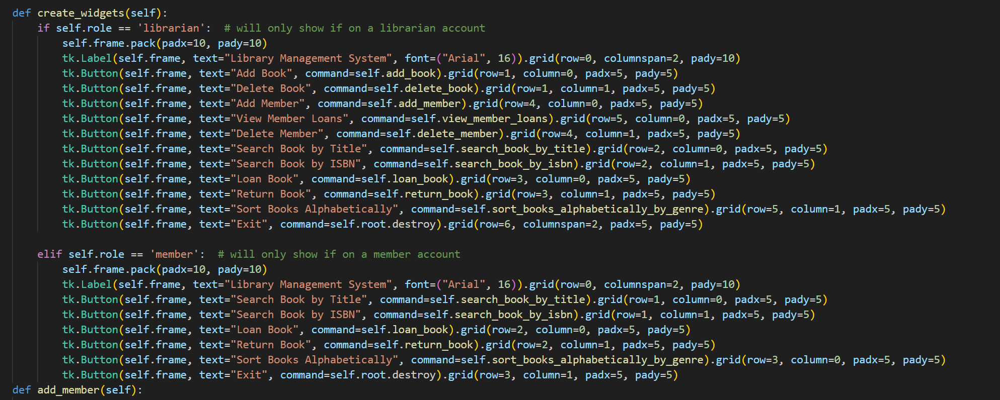 def create_widgets(self):
    if self.role == 'librarian':  # will only show if on a librarian account
        self.frame.pack(padx=10, pady=10)
        tk.Label(self.frame, text="Library Management System", font=("Arial", 16)).grid(row=0, columnspan=2, pady=10)
        tk.Button(self.frame, text="Add Book", command=self.add_book).grid(row=1, column=0, padx=5, pady=5)
        tk.Button(self.frame, text="Delete Book", command=self.delete_book).grid(row=1, column=1, padx=5, pady=5)
        tk.Button(self.frame, text="Add Member", command=self.add_member).grid(row=4, column=0, padx=5, pady=5)
        tk.Button(self.frame, text="View Member Loans", command=self.view_member_loans).grid(row=5, column=0, padx=5, pady=5)
        tk.Button(self.frame, text="Delete Member", command=self.delete_member).grid(row=4, column=1, padx=5, pady=5)
        tk.Button(self.frame, text="Search Book by Title", command=self.search_book_by_title).grid(row=2, column=0, padx=5, pady=5)
        tk.Button(self.frame, text="Search Book by ISBN", command=self.search_book_by_isbn).grid(row=2, column=1, padx=5, pady=5)
        tk.Button(self.frame, text="Loan Book", command=self.loan_book).grid(row=3, column=0, padx=5, pady=5)
        tk.Button(self.frame, text="Return Book", command=self.return_book).grid(row=3, column=1, padx=5, pady=5)
        tk.Button(self.frame, text="Sort Books Alphabetically", command=self.sort_books_alphabetically_by_genre).grid(row=5, column=1, padx=5, pady=5)
        tk.Button(self.frame, text="Exit", command=self.root.destroy).grid(row=6, columnspan=2, padx=5, pady=5)

    elif self.role == 'member':  # will only show if on a member account
        self.frame.pack(padx=10, pady=10)
        tk.Label(self.frame, text="Library Management System", font=("Arial", 16)).grid(row=0, columnspan=2, pady=10)
        tk.Button(self.frame, text="Search Book by Title", command=self.search_book_by_title).grid(row=1, column=0, padx=5, pady=5)
        tk.Button(self.frame, text="Search Book by ISBN", command=self.search_book_by_isbn).grid(row=1, column=1, padx=5, pady=5)
        tk.Button(self.frame, text="Loan Book", command=self.loan_book).grid(row=2, column=0, padx=5, pady=5)
        tk.Button(self.frame, text="Return Book", command=self.return_book).grid(row=2, column=1, padx=5, pady=5)
        tk.Button(self.frame, text="Sort Books Alphabetically", command=self.sort_books_alphabetically_by_genre).grid(row=3, column=0, padx=5, pady=5)
        tk.Button(self.frame, text="Exit", command=self.root.destroy).grid(row=3, column=1, padx=5, pady=5)
def add_member(self):